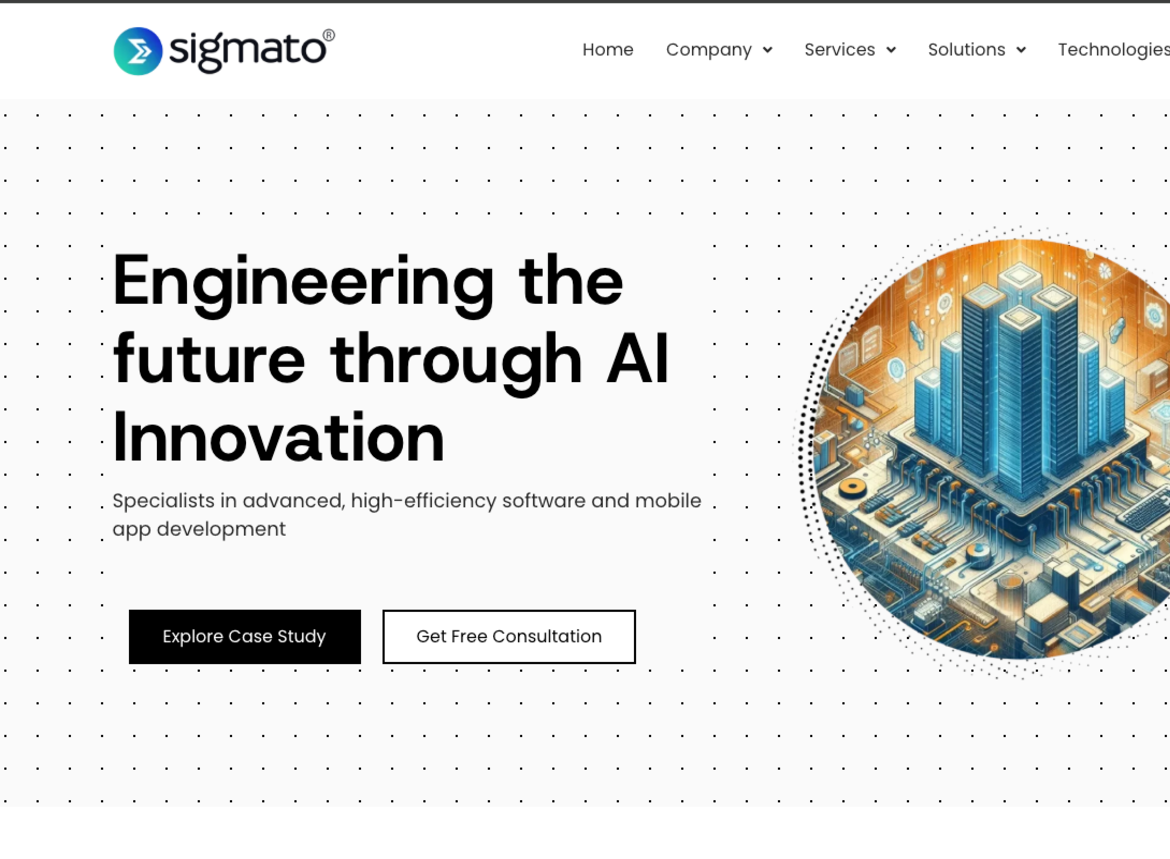 sigmato®
Home Company Services Solutions Technologies
Engineering the
future through AI
Innovation
Specialists in advanced, high-efficiency software and mobile
app development
Explore Case Study Get Free Consultation